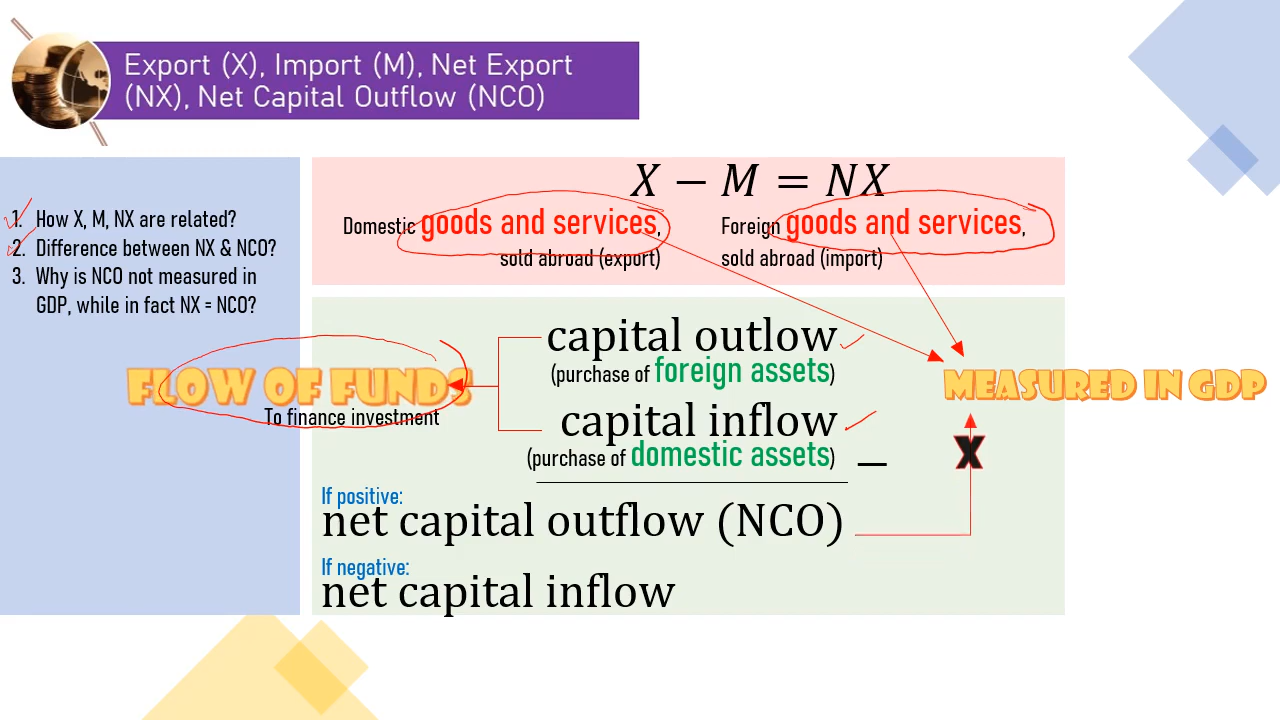 Export (X), Import (M), Net Export
(NX), Net Capital Outflow (NCO)
1. How X, M, NX are related?
2. Difference between NX & NCO?
3. Why is NCO not measured in
GDP, while in fact NX = NCO?
X − M = NX
Domestic goods and services,
sold abroad (export)
Foreign goods and services,
sold abroad (import)
capital outlow
(purchase of foreign assets)
FLOW OF FUNDS
To finance investment
MEASURED IN GDP
capital inflow
(purchase of domestic assets)
–
X
If positive:
net capital outflow (NCO)
If negative:
net capital inflow